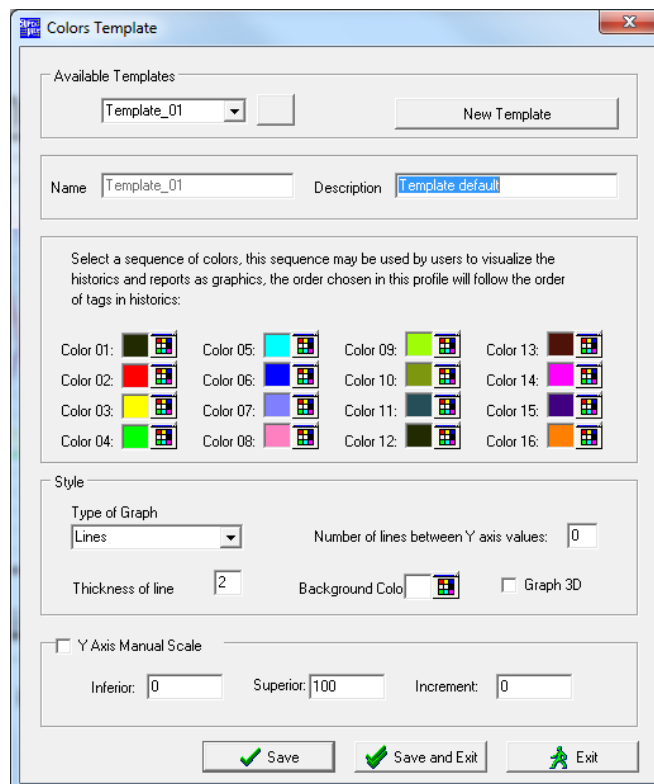 Colors Template
Available Templates
Template_01
New Template
Name Template_01 Description Template default
Select a sequence of colors, this sequence may be used by users to visualize the
historics and reports as graphics, the order chosen in this profile will follow the order
of tags in historics:
Color 01: Color 05: Color 09: Color 13:
Color 02: Color 06: Color 10: Color 14:
Color 03: Color 07: Color 11: Color 15:
Color 04: Color 08: Color 12: Color 16:
Style
Type of Graph
Lines Number of lines between Y axis values: 0
Thickness of line 2 Background Colo Graph 3D
Y Axis Manual Scale
Inferior: 0 Superior: 100 Increment: 0
Save Save and Exit Exit